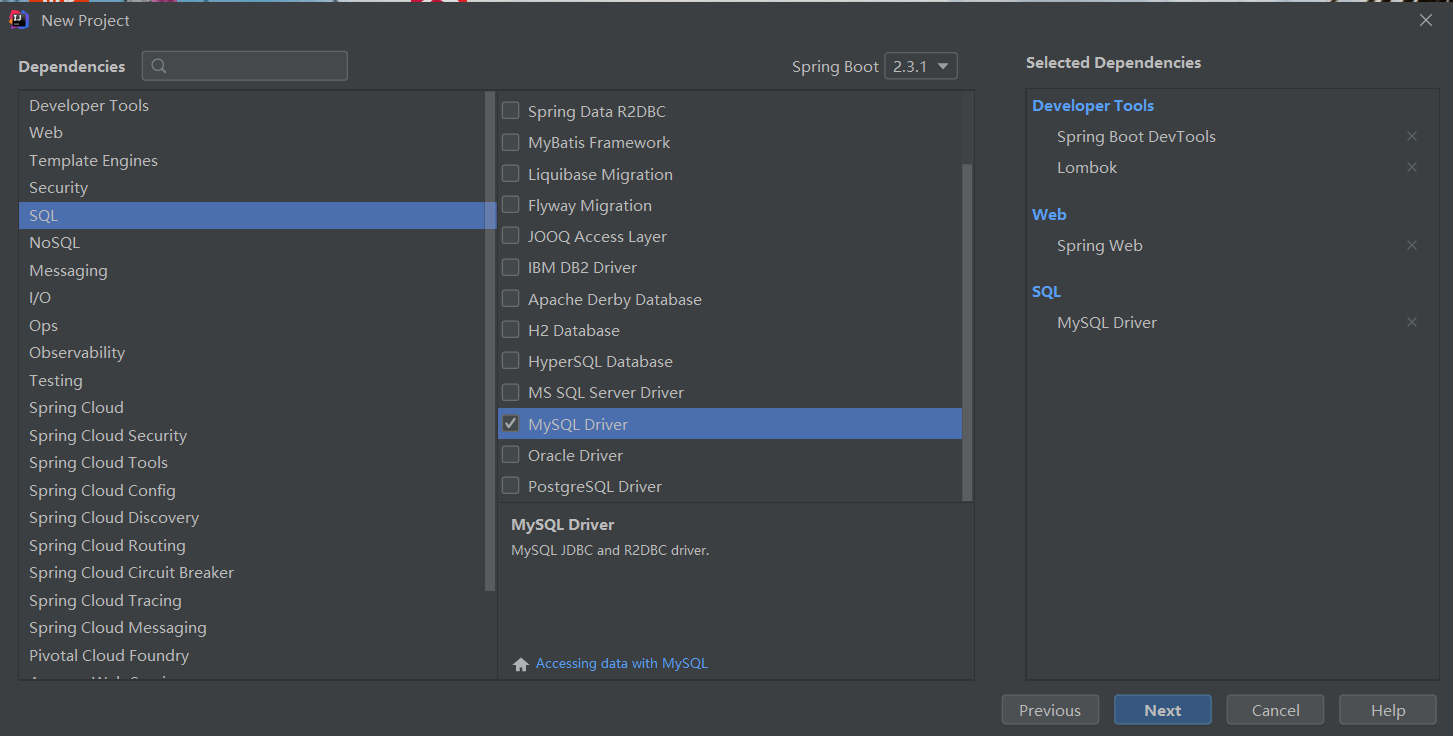 New Project
Dependencies
Spring Boot 2.3.1
Selected Dependencies
Developer Tools
Web
Template Engines
Security
SQL
NoSQL
Messaging
I/O
Ops
Observability
Testing
Spring Cloud
Spring Cloud Security
Spring Cloud Tools
Spring Cloud Config
Spring Cloud Discovery
Spring Cloud Routing
Spring Cloud Circuit Breaker
Spring Cloud Tracing
Spring Cloud Messaging
Pivotal Cloud Foundry
Spring Data R2DBC
MyBatis Framework
Liquibase Migration
Flyway Migration
JOOQ Access Layer
IBM DB2 Driver
Apache Derby Database
H2 Database
HyperSQL Database
MS SQL Server Driver
MySQL Driver
Oracle Driver
PostgreSQL Driver
MySQL Driver
MySQL JDBC and R2DBC driver.
Accessing data with MySQL
Developer Tools
Spring Boot DevTools
Lombok
Web
Spring Web
SQL
MySQL Driver
Previous
Next
Cancel
Help